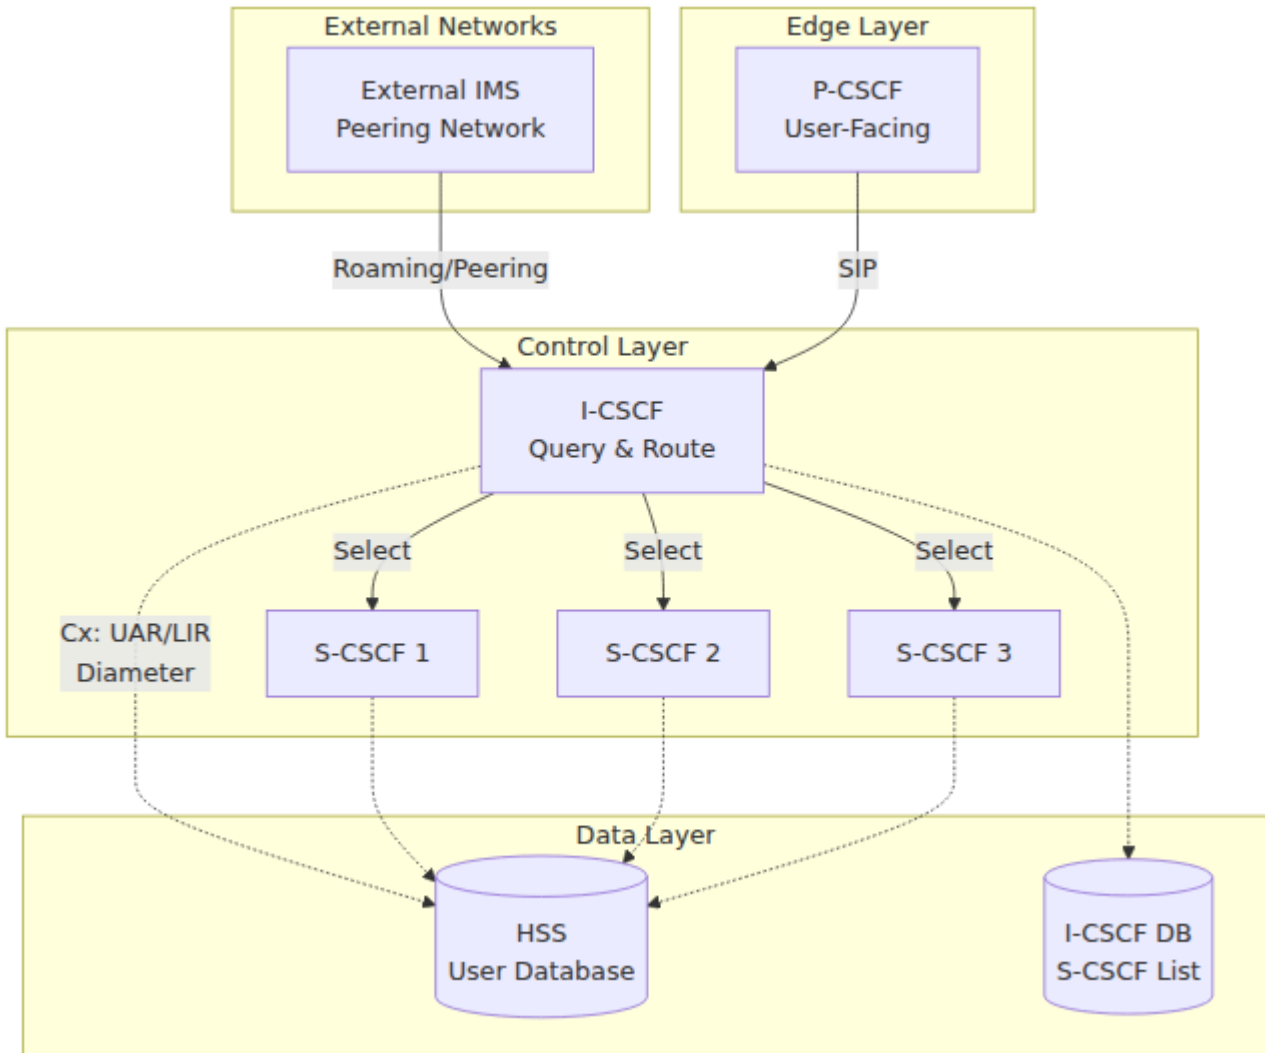 External Networks
Edge Layer
External IMS
Peering Network
P-CSCF
User-Facing
Roaming/Peering
SIP
Control Layer
I-CSCF
Query & Route
Select
Select
Select
Cx: UAR/LIR
Diameter
S-CSCF 1
S-CSCF 2
S-CSCF 3
Data Layer
HSS
User Database
I-CSCF DB
S-CSCF List